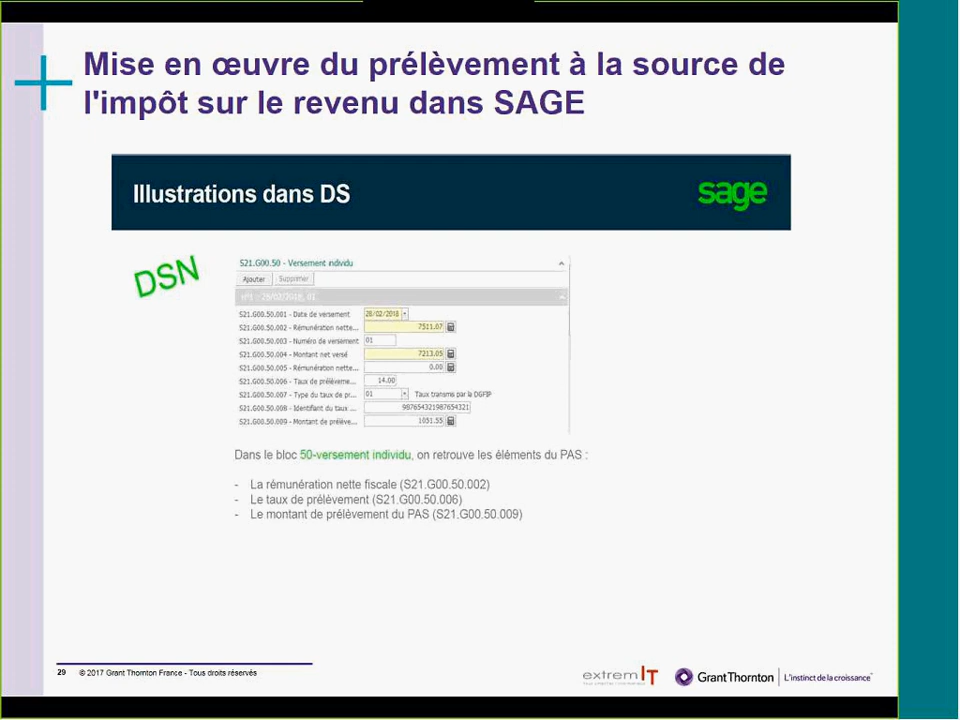 Mise en œuvre du prélèvement à la source de
l'impôt sur le revenu dans SAGE
Illustrations dans DS
sage
DSN
S21.G00.50 - Versement individu
Ajouter Supprimer
28/02/2018, 01
S21.G00.50.001 - Date de versement 28/02/2018
S21.G00.50.002 - Rémunération nette... 7511.07
S21.G00.50.003 - Numéro de versement 01
S21.G00.50.004 - Montant net versé 7213.05
S21.G00.50.005 - Rémunération nette... 0.00
S21.G00.50.006 - Taux de prélèveme... 14.00
S21.G00.50.007 - Type du taux de pr... 01 Taux transmis par la DGFIP
S21.G00.50.008 - Identifiant du taux ... 987654321987654321
S21.G00.50.009 - Montant de prélève... 1051.55
Dans le bloc 50-versement individu, on retrouve les éléments du PAS :
- La rémunération nette fiscale (S21.G00.50.002)
- Le taux de prélèvement (S21.G00.50.006)
- Le montant de prélèvement du PAS (S21.G00.50.009)
29 © 2017 Grant Thornton France - Tous droits réservés
extremIT
GrantThornton L'instinct de la croissance